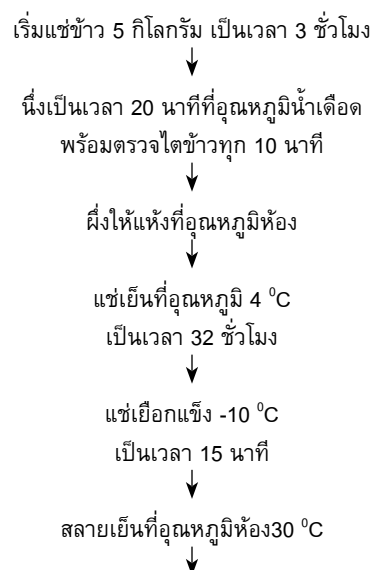 เริ่มแช่ข้าว 5 กิโลกรัม เป็นเวลา 3 ชั่วโมง
นึ่งเป็นเวลา 20 นาทีที่อุณหภูมิน้ำเดือด
พร้อมตรวจไตข้าวทุก 10 นาที
ผึ่งให้แห้งที่อุณหภูมิห้อง
แช่เย็นที่อุณหภูมิ 4 ⁰C
เป็นเวลา 32 ชั่วโมง
แช่เยือกแข็ง -10 ⁰C
เป็นเวลา 15 นาที
สลายเย็นที่อุณหภูมิห้อง30 ⁰C